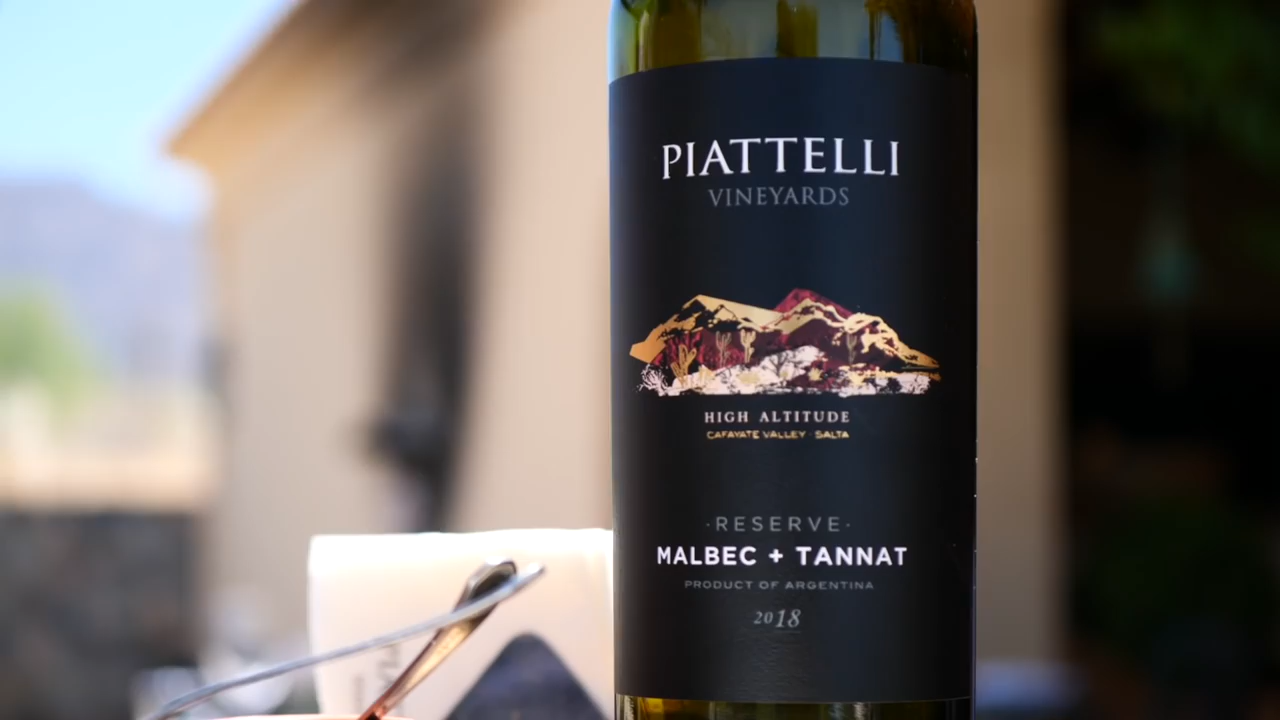 PIATTELLI
VINEYARDS
HIGH ALTITUDE
CAFAYATE VALLEY · SALTA
·RESERVE·
MALBEC + TANNAT
PRODUCT OF ARGENTINA
2018